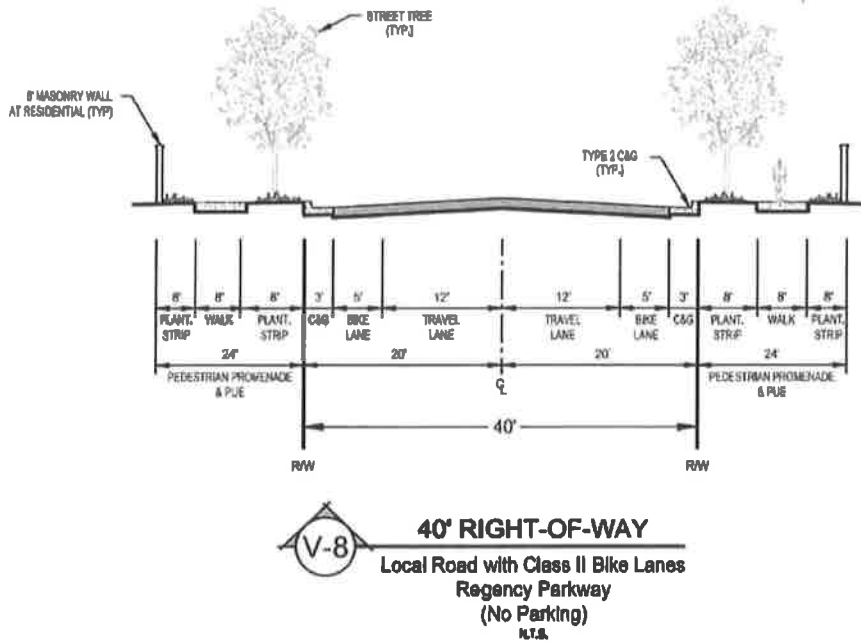 STREET TREE
(TYP.)
8' MASONRY WALL
AT RESIDENTIAL (TYP)
TYPE 2 C&G
(TYP.)
8' 8' 8' 3' 5' 12' 12' 5' 3' 8' 8' 8'
PLANT. WALK PLANT. C&G BIKE TRAVEL TRAVEL BIKE C&G PLANT. WALK PLANT.
STRIP STRIP LANE LANE LANE LANE STRIP STRIP
24' 20' 20' 24'
PEDESTRIAN PROMENADE PEDESTRIAN PROMENADE
& PUE & PUE
CL
40'
R/W R/W
V-8
40' RIGHT-OF-WAY
Local Road with Class II Bike Lanes
Regency Parkway
(No Parking)
N.T.S.